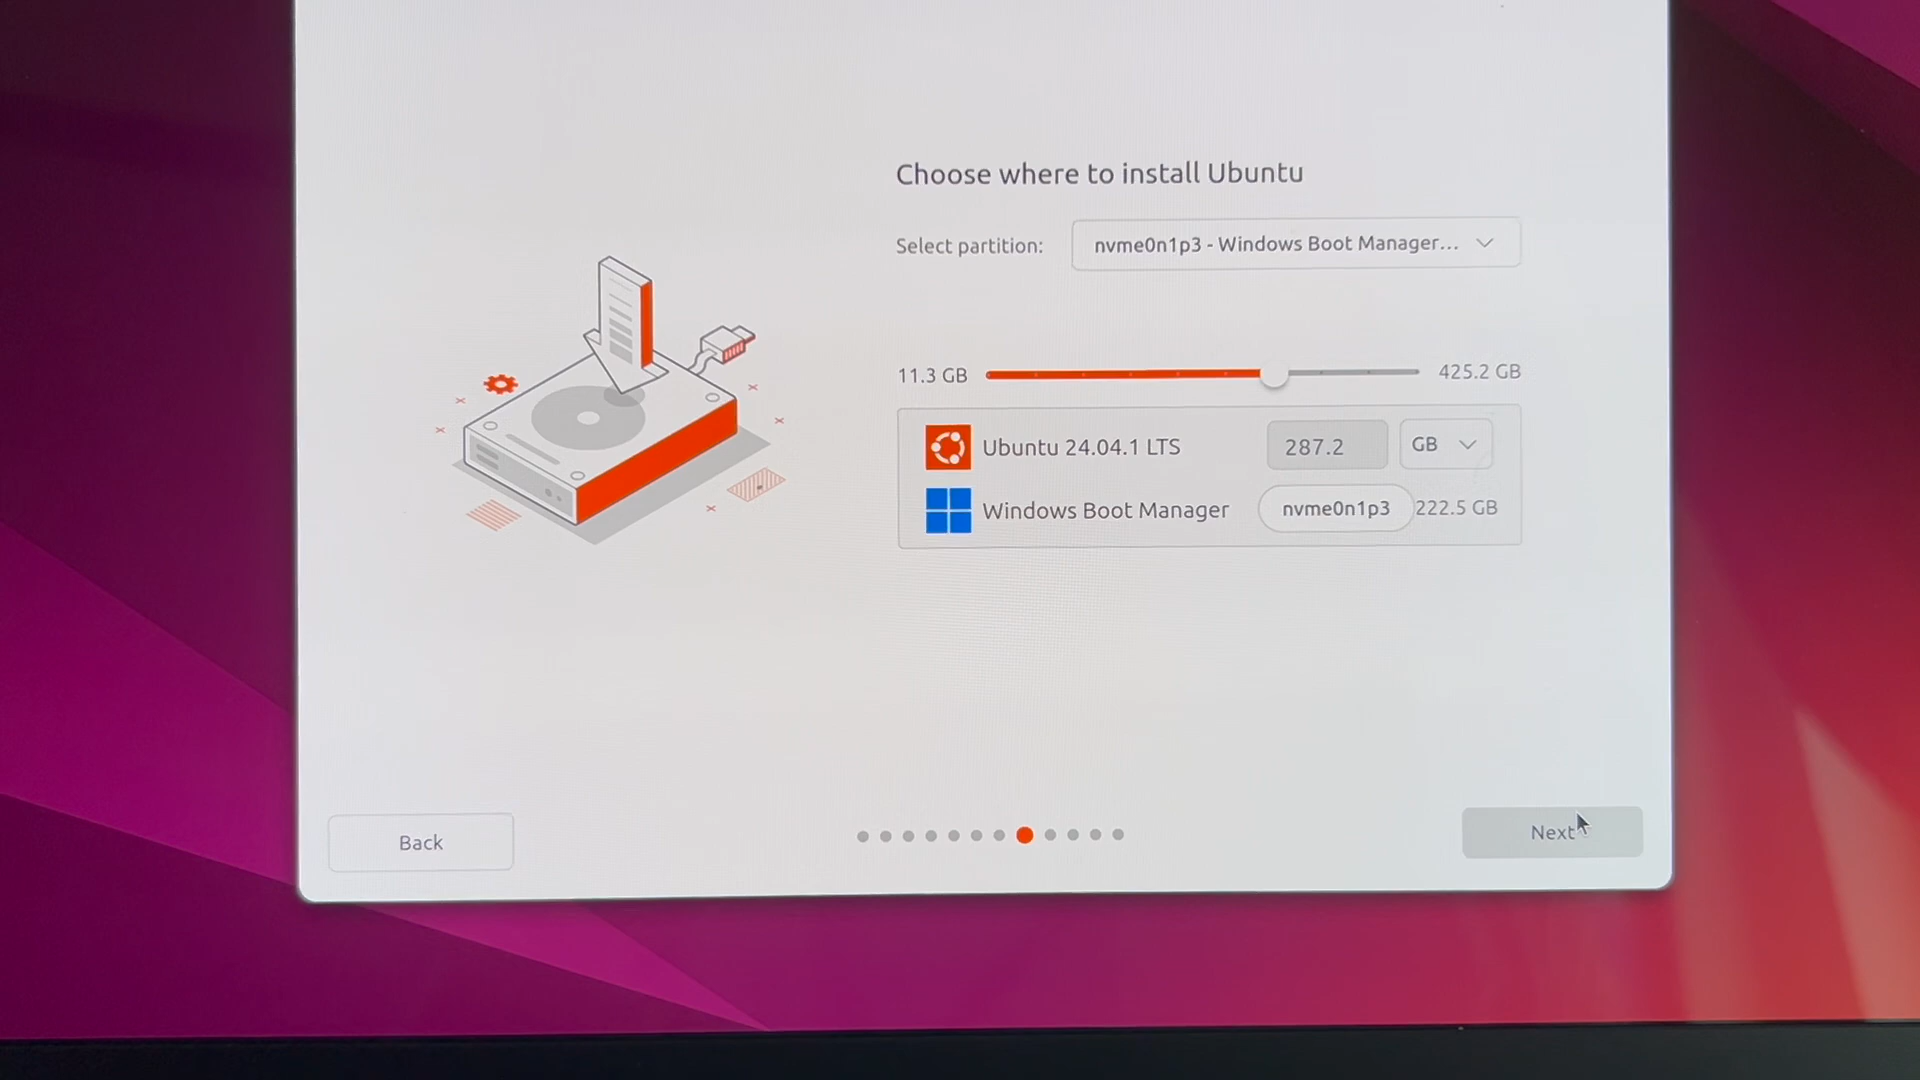 Choose where to install Ubuntu
Select partition: nvme0n1p3 - Windows Boot Manager...
11.3 GB 425.2 GB
Ubuntu 24.04.1 LTS 287.2 GB
Windows Boot Manager nvme0n1p3 222.5 GB
Back Next